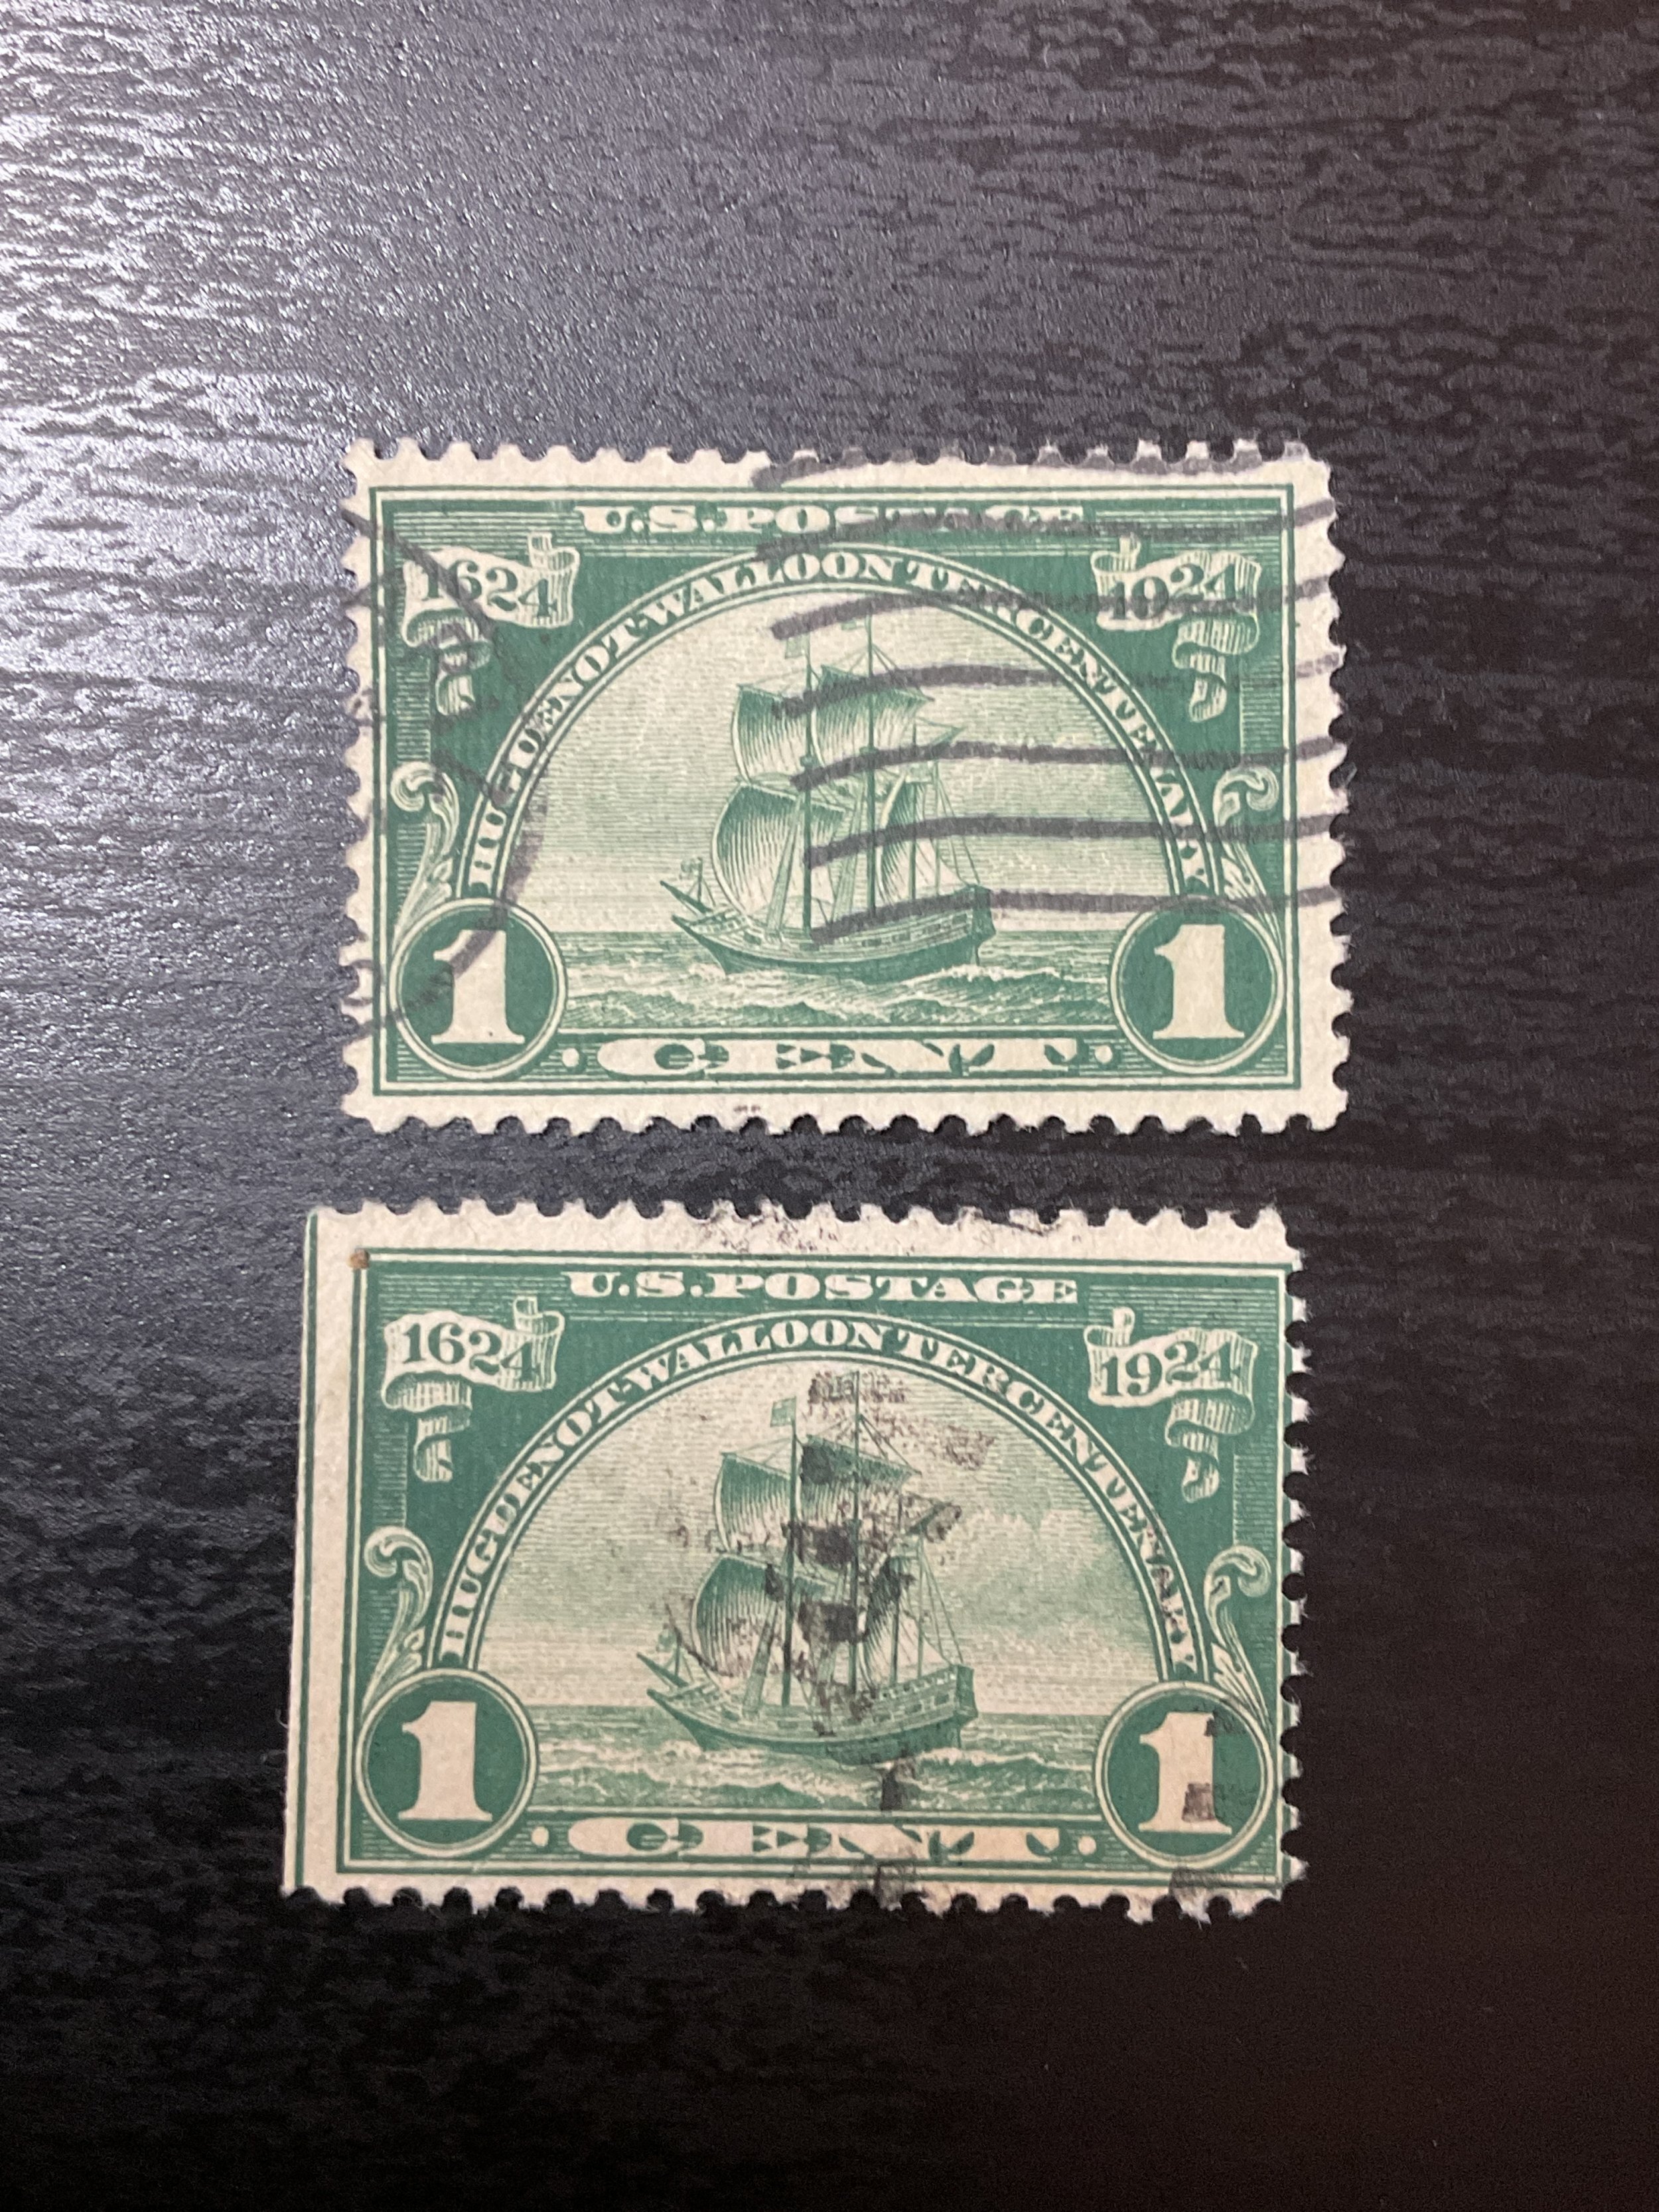 U.S. POSTAGE
1624 1924
HUGUENOT-WALLOON TERCENTENARY
1 1
· CENT ·
U.S. POSTAGE
1624 1924
HUGUENOT-WALLOON TERCENTENARY
1 1
· CENT ·